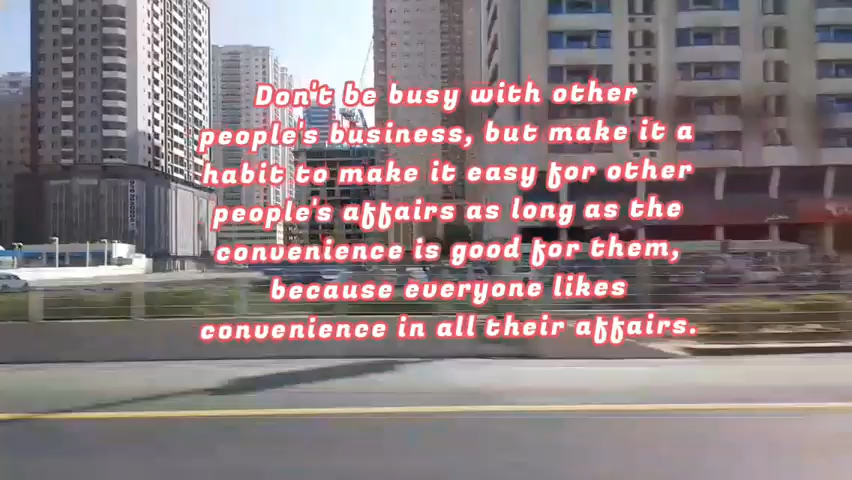 Don't be busy with other
people's business, but make it a
habit to make it easy for other
people's affairs as long as the
convenience is good for them,
because everyone likes
convenience in all their affairs.